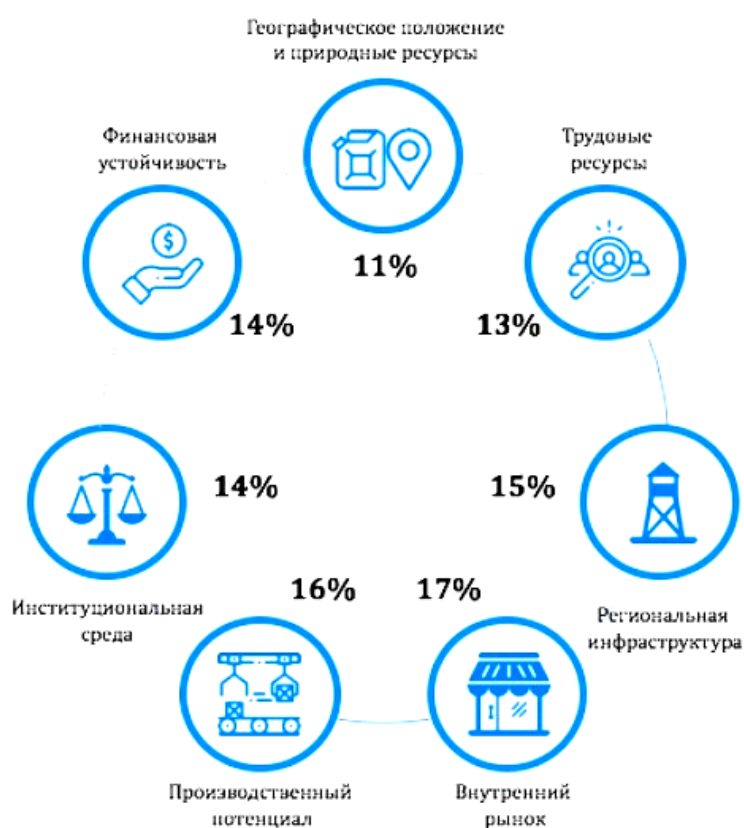 Географическое положение
и природные ресурсы
11%
Трудовые
ресурсы
13%
Региональная
инфраструктура
15%
Внутренний
рынок
17%
Производственный
потенциал
16%
Институциональная
среда
14%
Финансовая
устойчивость
14%
$